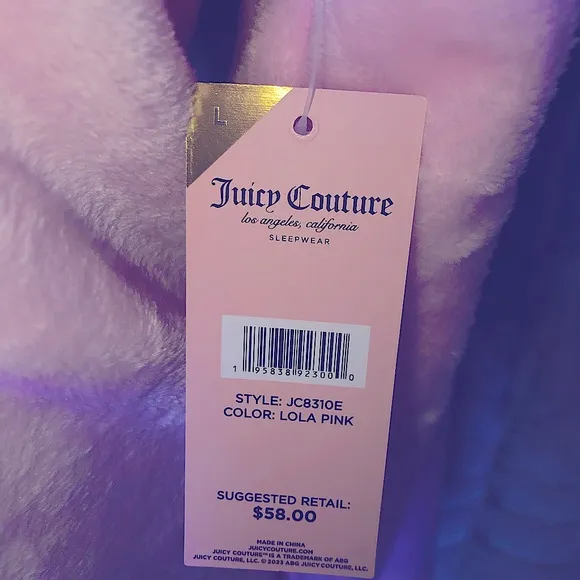 L
Juicy Couture
los angeles, california
SLEEPWEAR
1 95838 92300 0
STYLE: JC8310E
COLOR: LOLA PINK
SUGGESTED RETAIL:
$58.00
MADE IN CHINA
JUICYCOUTURE.COM
JUICY COUTURE™ IS A TRADEMARK OF ABG
JUICY COUTURE, LLC. © 2023 ABG JUICY COUTURE, LLC.